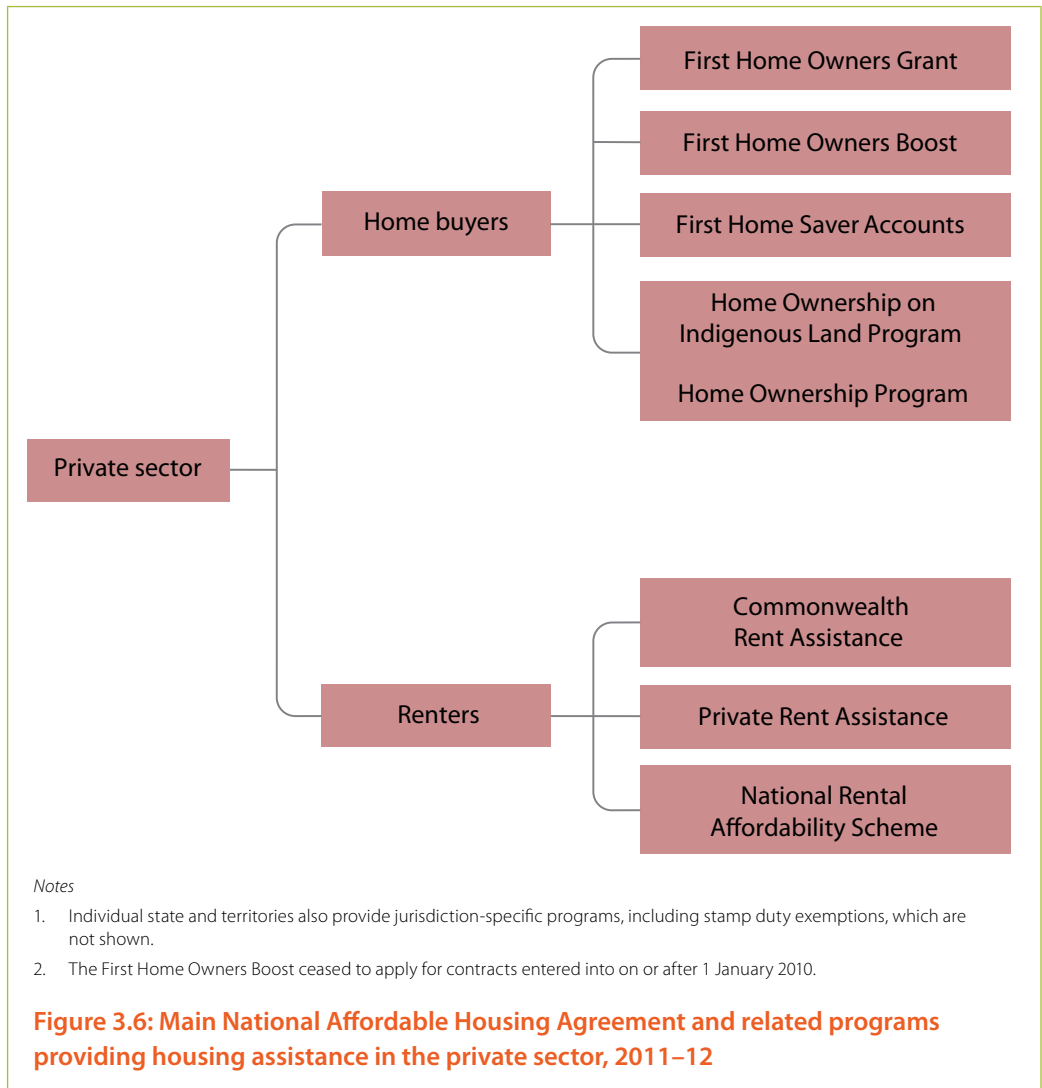 First Home Owners Grant
First Home Owners Boost
Home buyers
First Home Saver Accounts
Home Ownership on
Indigenous Land Program
Home Ownership Program
Private sector
Commonwealth
Rent Assistance
Renters
Private Rent Assistance
National Rental
Affordability Scheme
Notes
1. Individual state and territories also provide jurisdiction-specific programs, including stamp duty exemptions, which are
not shown.
2. The First Home Owners Boost ceased to apply for contracts entered into on or after 1 January 2010.
Figure 3.6: Main National Affordable Housing Agreement and related programs
providing housing assistance in the private sector, 2011–12